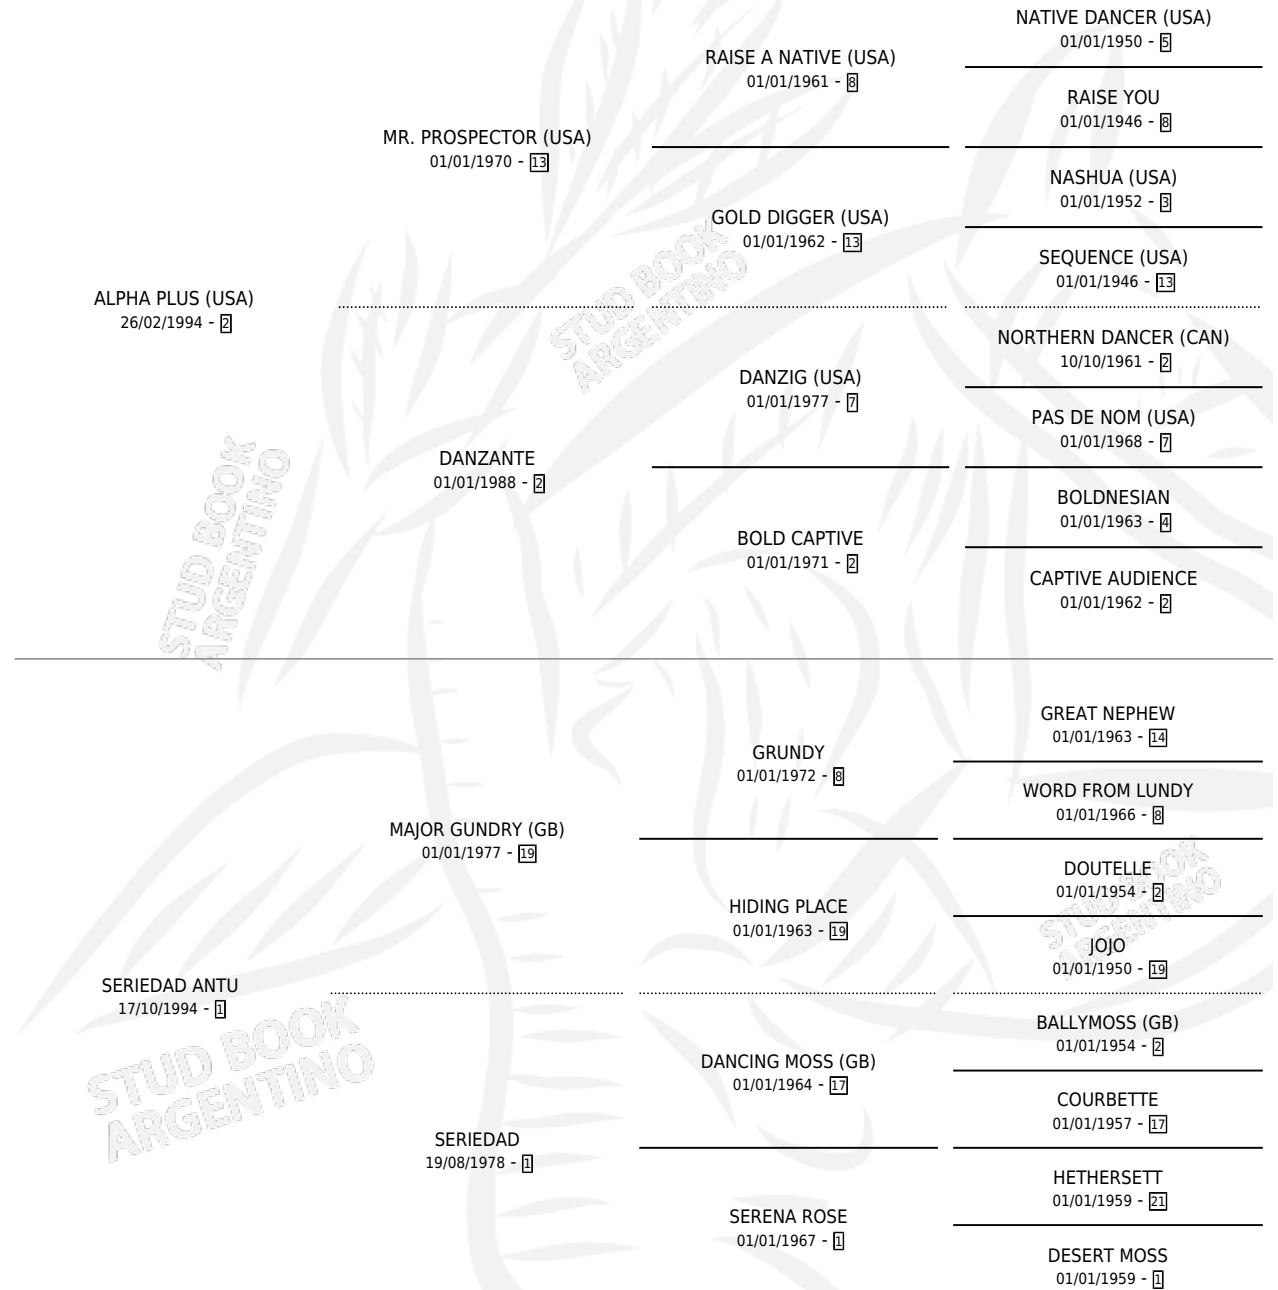 NATIVE DANCER (USA)
01/01/1950 - 5
RAISE A NATIVE (USA)
01/01/1961 - 8
RAISE YOU
01/01/1946 - 8
MR. PROSPECTOR (USA)
01/01/1970 - 13
NASHUA (USA)
01/01/1952 - 3
GOLD DIGGER (USA)
01/01/1962 - 13
SEQUENCE (USA)
01/01/1946 - 13
ALPHA PLUS (USA)
26/02/1994 - 2
STUD BOOK
ARGENTINO
NORTHERN DANCER (CAN)
10/10/1961 - 2
DANZIG (USA)
01/01/1977 - 7
PAS DE NOM (USA)
01/01/1968 - 7
DANZANTE
01/01/1988 - 2
BOLDNESIAN
01/01/1963 - 4
BOLD CAPTIVE
01/01/1971 - 2
CAPTIVE AUDIENCE
01/01/1962 - 2
STUD BOOK
ARGENTINO
GREAT NEPHEW
01/01/1963 - 14
GRUNDY
01/01/1972 - 8
WORD FROM LUNDY
01/01/1966 - 8
MAJOR GUNDRY (GB)
01/01/1977 - 19
DOUTELLE
01/01/1954 - 2
HIDING PLACE
01/01/1963 - 19
JOJO
01/01/1950 - 19
STUD BOOK
ARGENTINO
SERIEDAD ANTU
17/10/1994 - 1
STUD BOOK
ARGENTINO
BALLYMOSS (GB)
01/01/1954 - 2
DANCING MOSS (GB)
01/01/1964 - 17
COURBETTE
01/01/1957 - 17
SERIEDAD
19/08/1978 - 1
HETHERSETT
01/01/1959 - 21
SERENA ROSE
01/01/1967 - 1
DESERT MOSS
01/01/1959 - 1